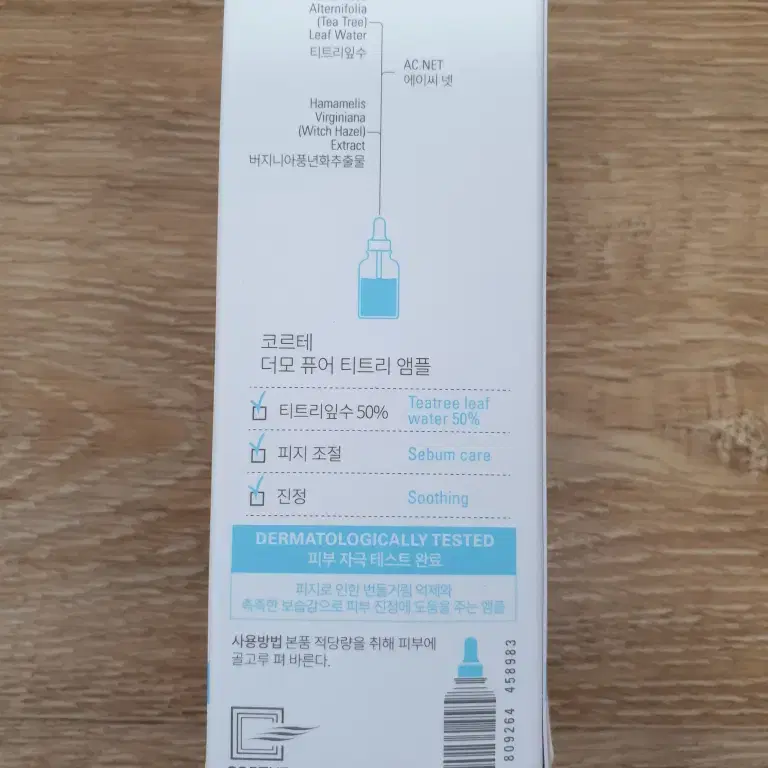 Alternifolia
(Tea Tree)
Leaf Water
티트리잎수
AC.NET
에이씨 넷
Hamamelis
Virginiana
(Witch Hazel)
Extract
버지니아풍년화추출물
코르테
더모 퓨어 티트리 앰플
티트리잎수 50%
Teatree leaf
water 50%
피지 조절
Sebum care
진정
Soothing
DERMATOLOGICALLY TESTED
피부 자극 테스트 완료
피지로 인한 번들거림 억제와
촉촉한 보습감으로 피부 진정에 도움을 주는 앰플
사용방법 본품 적당량을 취해 피부에
골고루 펴 바른다.
809264 458983